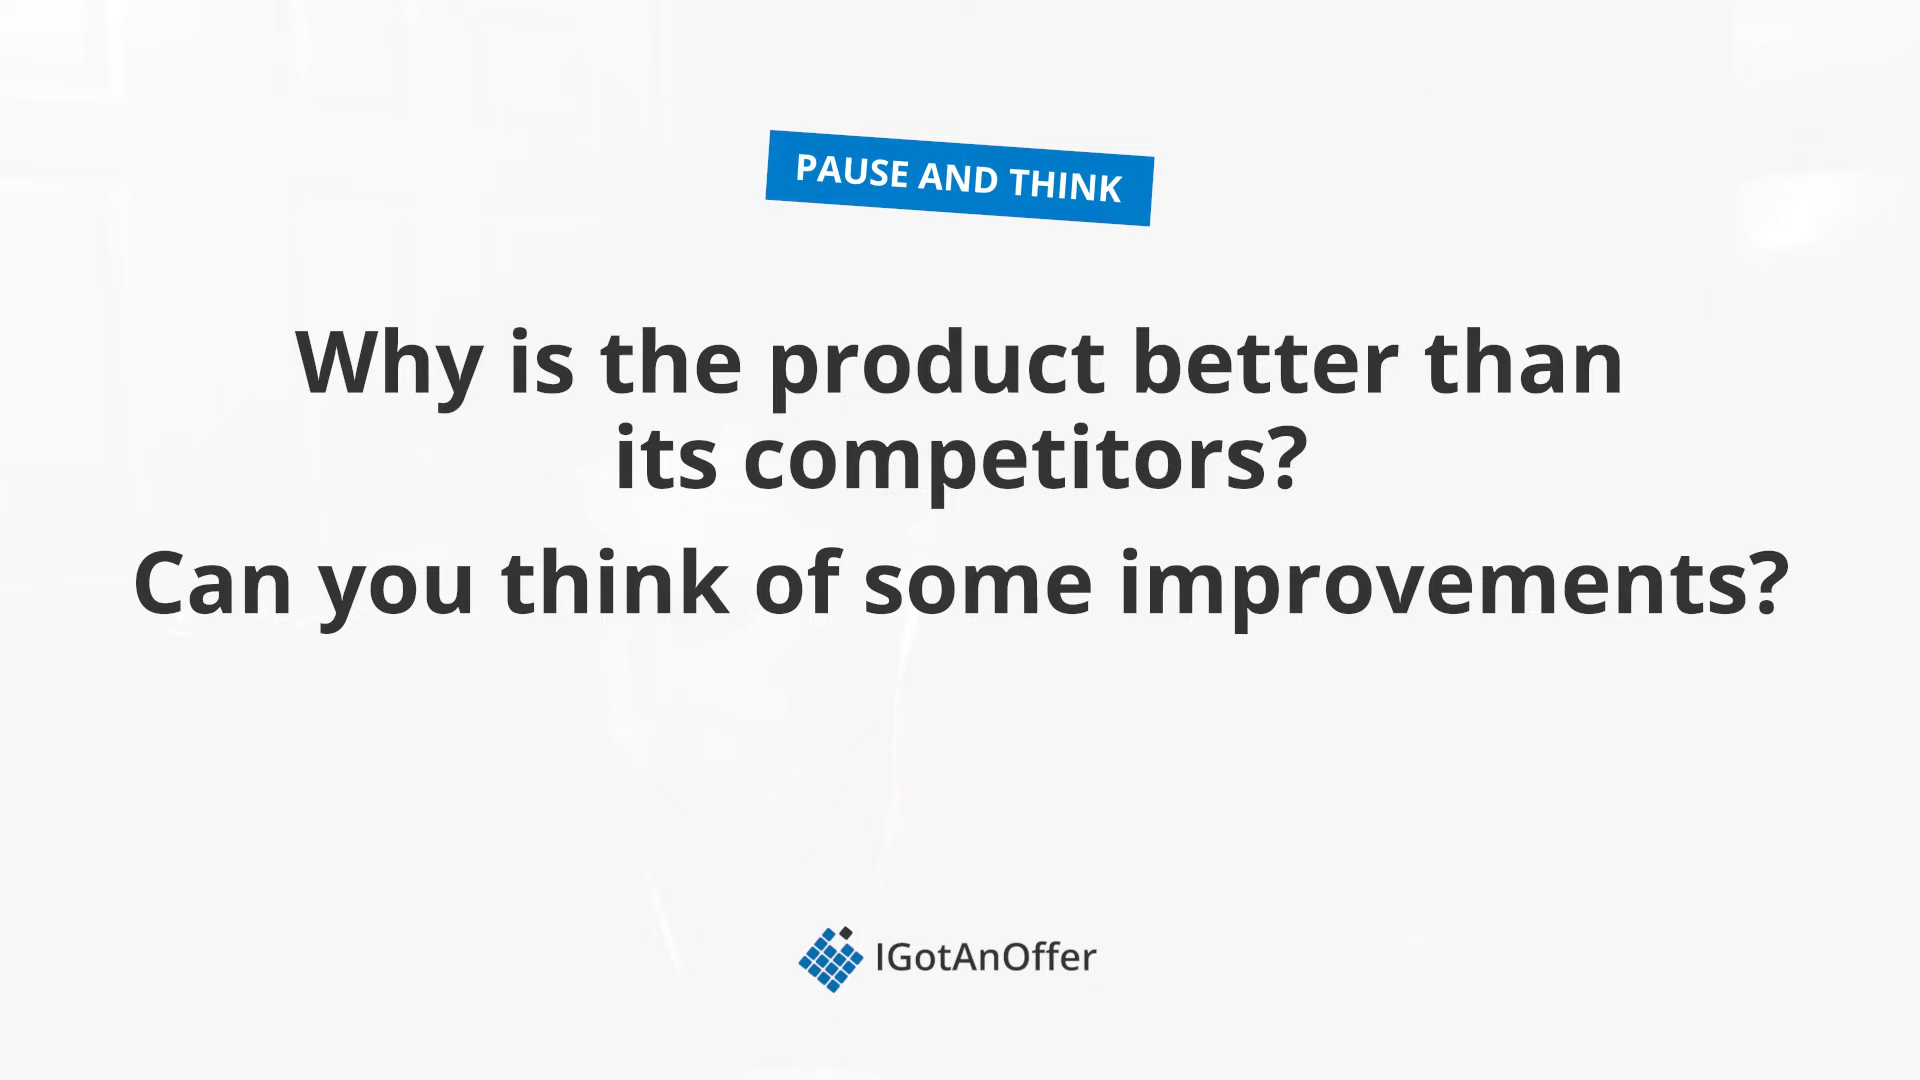 PAUSE AND THINK
Why is the product better than
its competitors?
Can you think of some improvements?
IGotAnOffer